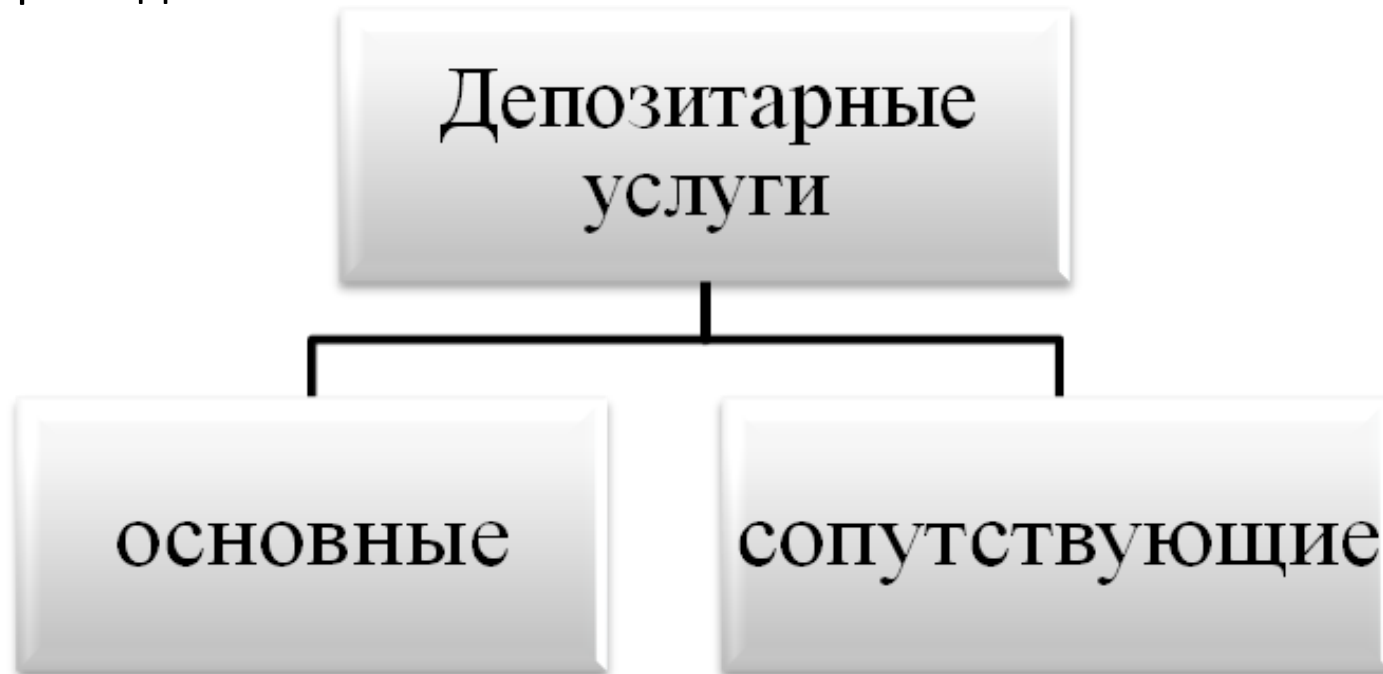 Депозитарные
услуги
основные
сопутствующие